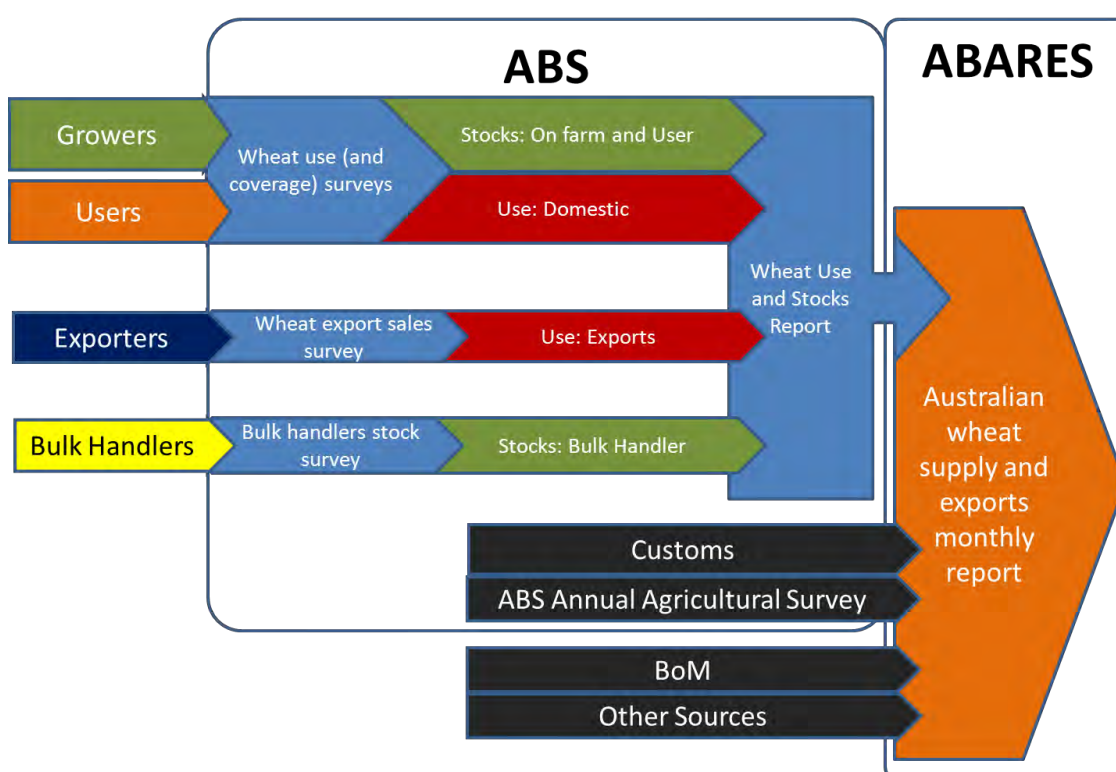 ABS
ABARES
Growers
Users
Wheat use (and
coverage) surveys
Stocks: On farm and User
Use: Domestic
Exporters
Wheat export sales
survey
Use: Exports
Bulk Handlers
Bulk handlers stock
survey
Stocks: Bulk Handler
Wheat Use
and Stocks
Report
Customs
ABS Annual Agricultural Survey
BoM
Other Sources
Australian
wheat
supply and
exports
monthly
report